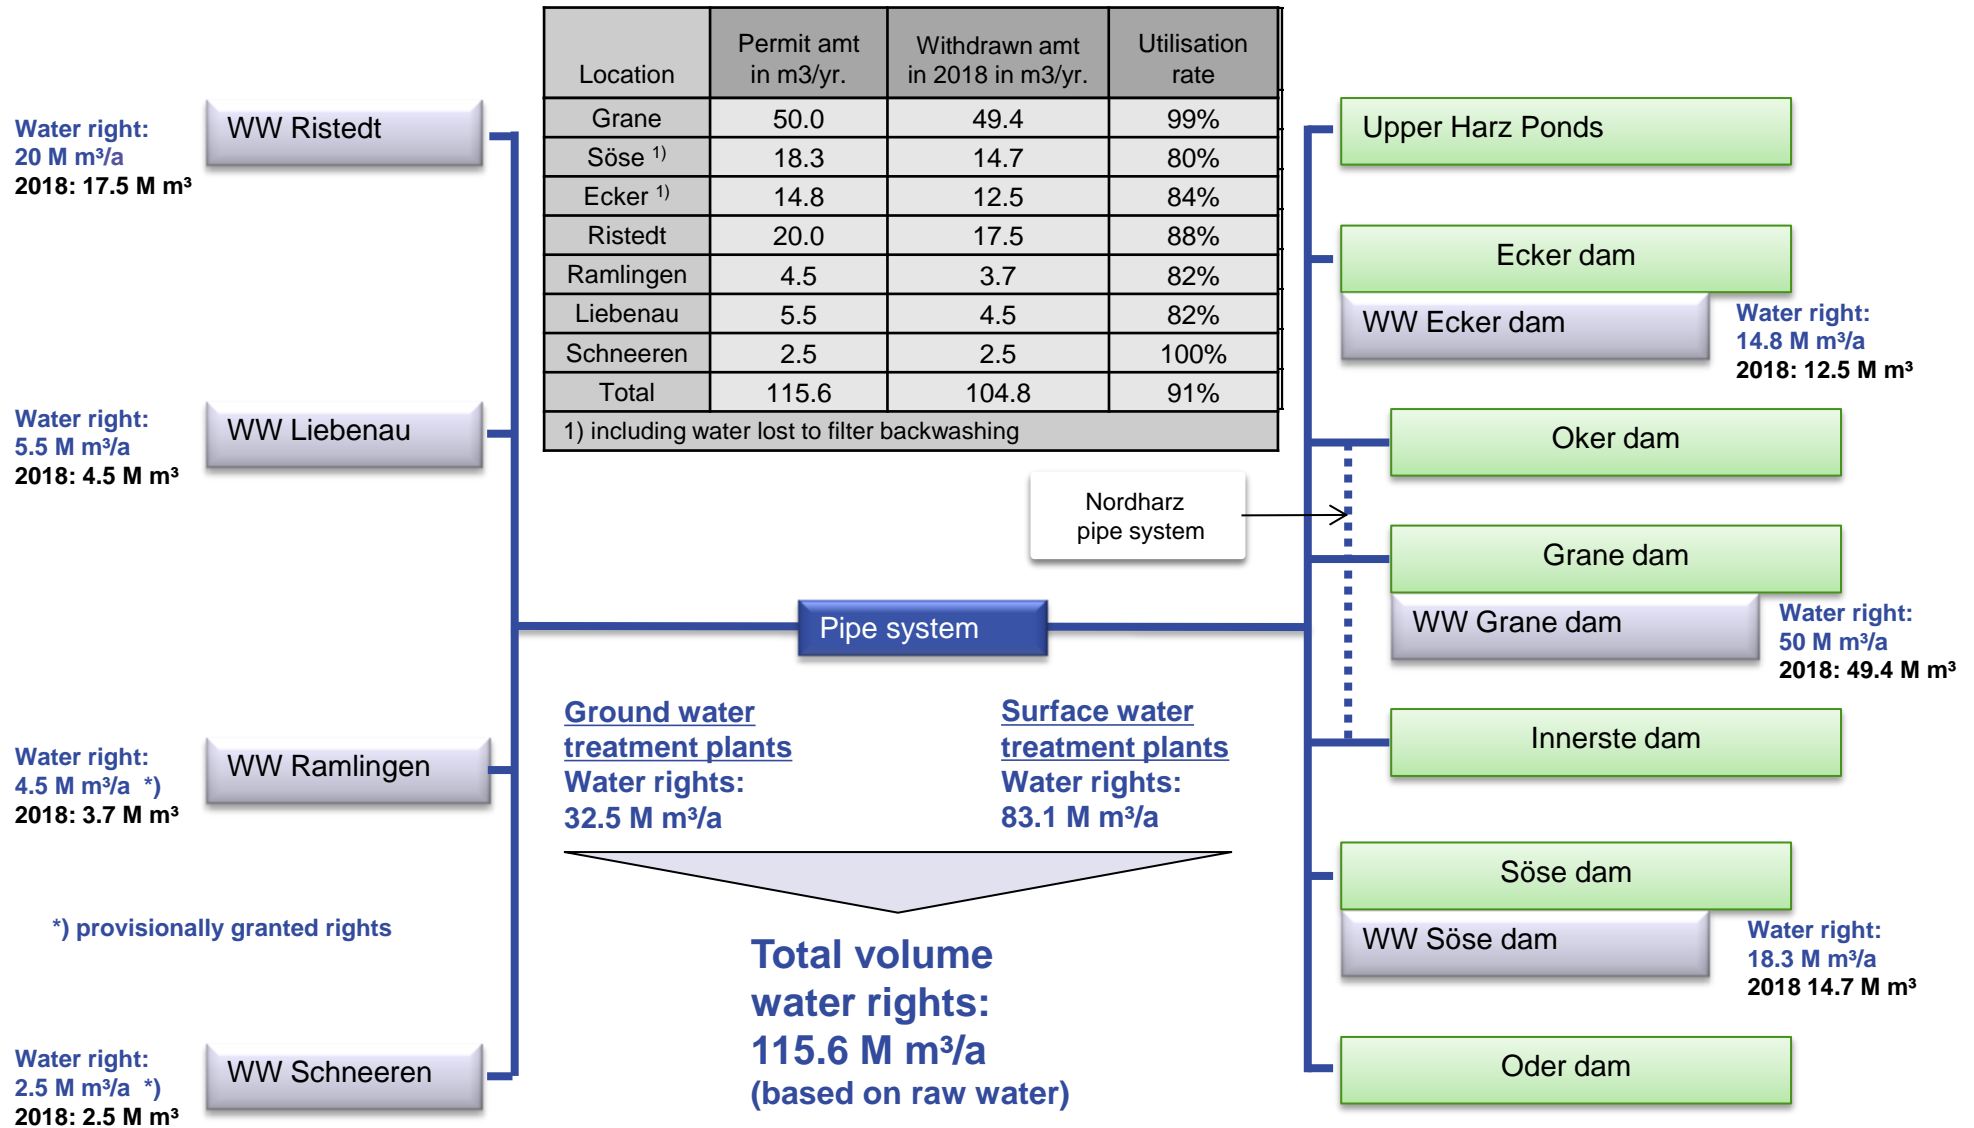 Location
Permit amt
in m3/yr.
Withdrawn amt
in 2018 in m3/yr.
Utilisation
rate
Grane 50.0 49.4 99%
Söse 1) 18.3 14.7 80%
Ecker 1) 14.8 12.5 84%
Ristedt 20.0 17.5 88%
Ramlingen 4.5 3.7 82%
Liebenau 5.5 4.5 82%
Schneeren 2.5 2.5 100%
Total 115.6 104.8 91%
1) including water lost to filter backwashing
Water right:
20 M m³/a
2018: 17.5 M m³
WW Ristedt
Water right:
5.5 M m³/a
2018: 4.5 M m³
WW Liebenau
Water right:
4.5 M m³/a *)
2018: 3.7 M m³
WW Ramlingen
*) provisionally granted rights
Water right:
2.5 M m³/a *)
2018: 2.5 M m³
WW Schneeren
Nordharz
pipe system
Pipe system
Ground water
treatment plants
Water rights:
32.5 M m³/a
Surface water
treatment plants
Water rights:
83.1 M m³/a
Total volume
water rights:
115.6 M m³/a
(based on raw water)
Upper Harz Ponds
Ecker dam
WW Ecker dam
Water right:
14.8 M m³/a
2018: 12.5 M m³
Oker dam
Grane dam
WW Grane dam
Water right:
50 M m³/a
2018: 49.4 M m³
Innerste dam
Söse dam
WW Söse dam
Water right:
18.3 M m³/a
2018 14.7 M m³
Oder dam